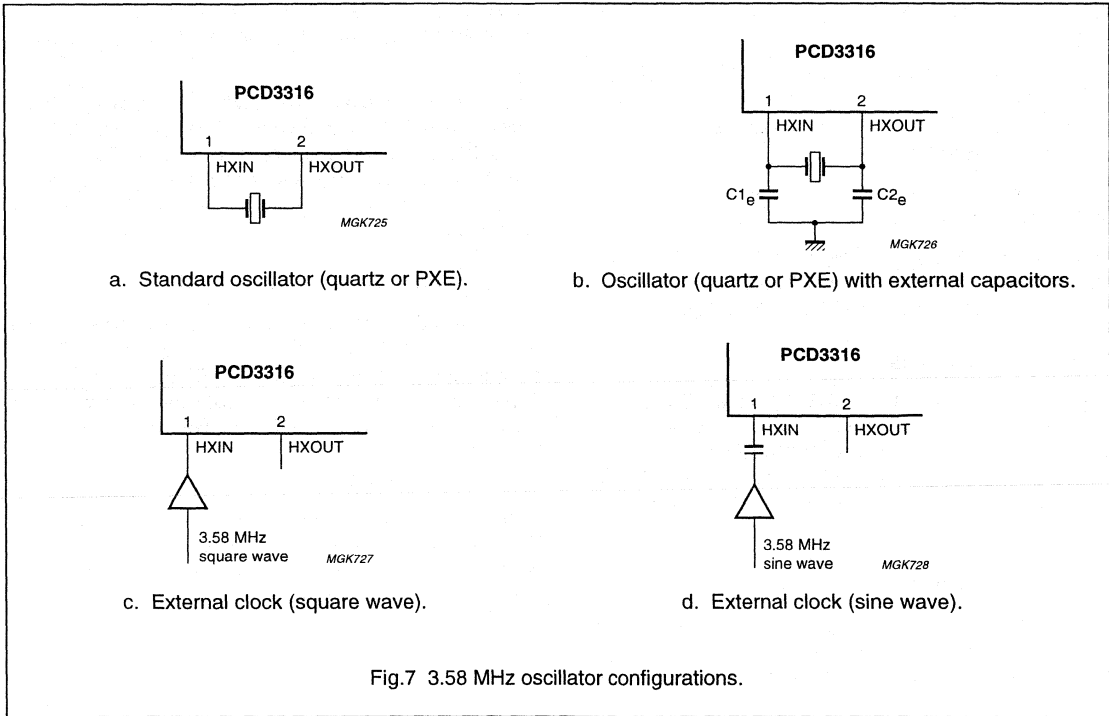 PCD3316
1 2
HXIN HXOUT
MGK725
a. Standard oscillator (quartz or PXE).
PCD3316
1 2
HXIN HXOUT
C1e C2e
MGK726
b. Oscillator (quartz or PXE) with external capacitors.
PCD3316
1 2
HXIN HXOUT
3.58 MHz
square wave MGK727
c. External clock (square wave).
PCD3316
1 2
HXIN HXOUT
3.58 MHz
sine wave MGK728
d. External clock (sine wave).
Fig.7 3.58 MHz oscillator configurations.